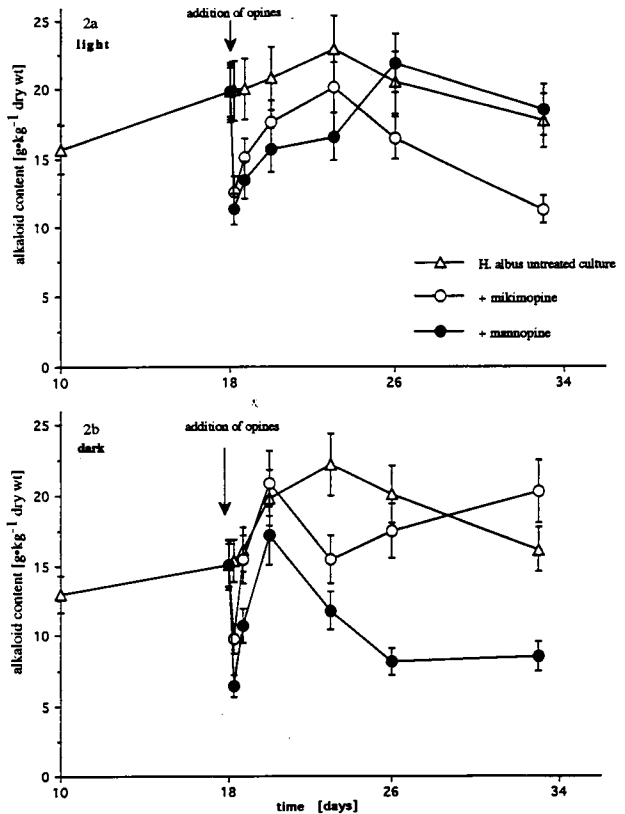 2a
light
addition of opines
alkaloid content [g•kg⁻¹ dry wt]
25
20
15
10
5
0
10
18
26
34
H. albus untreated culture
+ mikimopine
+ mannopine
2b
dark
addition of opines
alkaloid content [g•kg⁻¹ dry wt]
25
20
15
10
5
0
10
18
26
34
time [days]